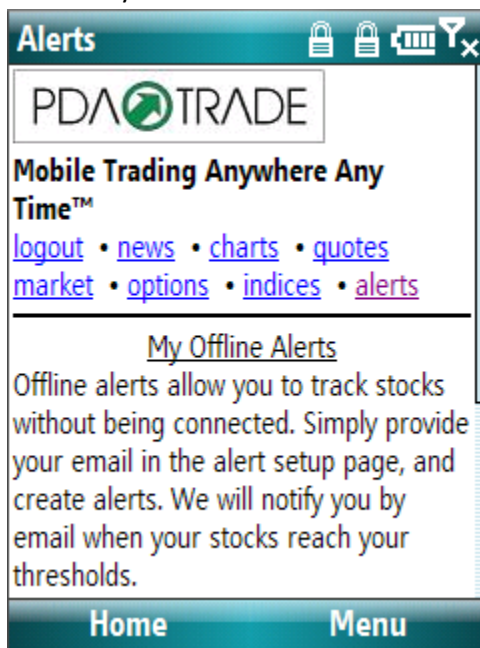 Alerts
PDA TRADE
Mobile Trading Anywhere Any
Time™
logout • news • charts • quotes
market • options • indices • alerts
My Offline Alerts
Offline alerts allow you to track stocks
without being connected. Simply provide
your email in the alert setup page, and
create alerts. We will notify you by
email when your stocks reach your
thresholds.
Home Menu